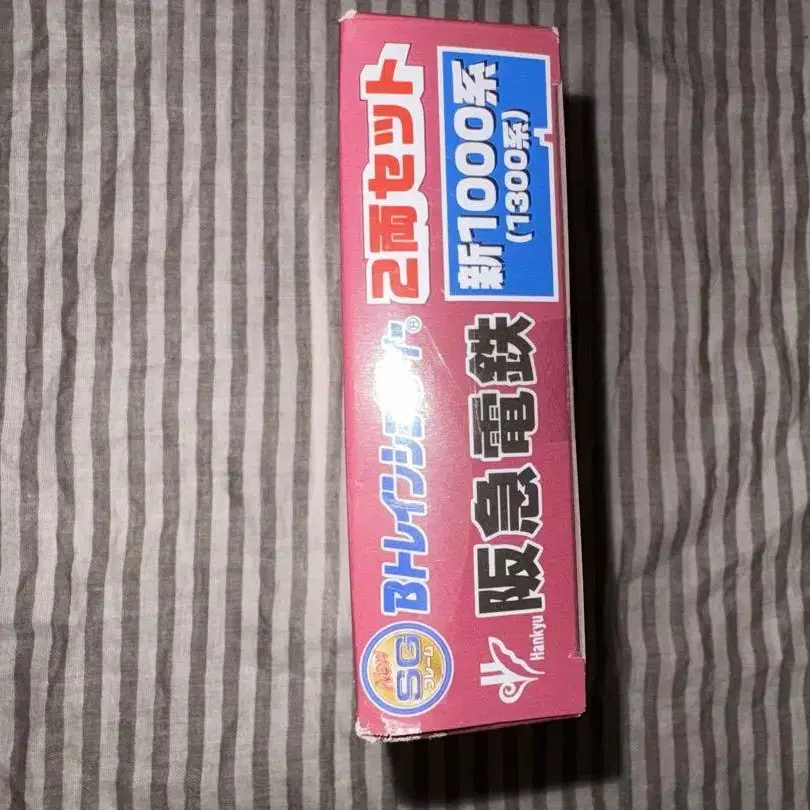 New SG フレーム
Bトレインショーティー® 2両セット
Hankyu 阪急電鉄
新1000系
(1300系)